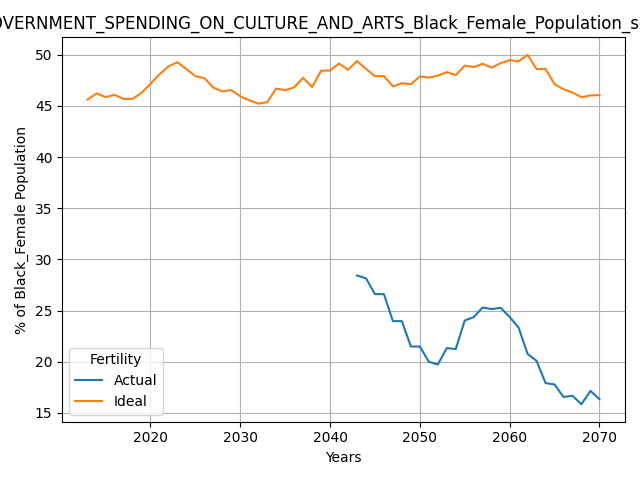 OVERNMENT_SPENDING_ON_CULTURE_AND_ARTS_Black_Female_Population_s
% of Black_Female Population
50
45
40
35
30
25
20
15
Fertility
Actual
Ideal
2020 2030 2040 2050 2060 2070
Years